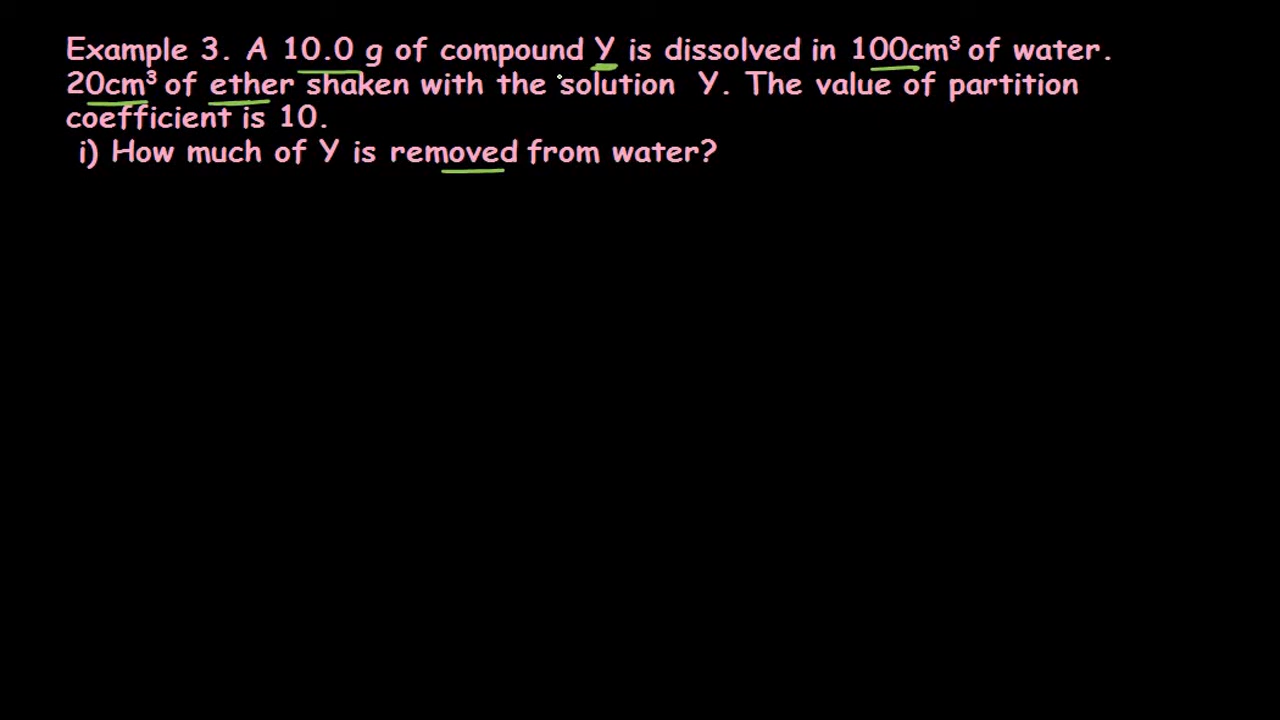 Example 3. A 10.0 g of compound Y is dissolved in 100cm³ of water.
20cm³ of ether shaken with the solution Y. The value of partition
coefficient is 10.
i) How much of Y is removed from water?